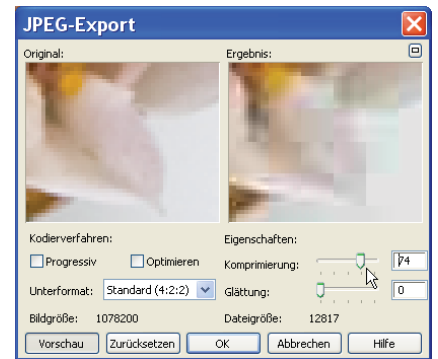 JPEG-Export
Original: Ergebnis:
Kodierverfahren: Eigenschaften:
Progressiv Optimieren Komprimierung: 74
Unterformat: Standard (4:2:2) Glättung: 0
Bildgröße: 1078200 Dateigröße: 12817
Vorschau Zurücksetzen OK Abbrechen Hilfe